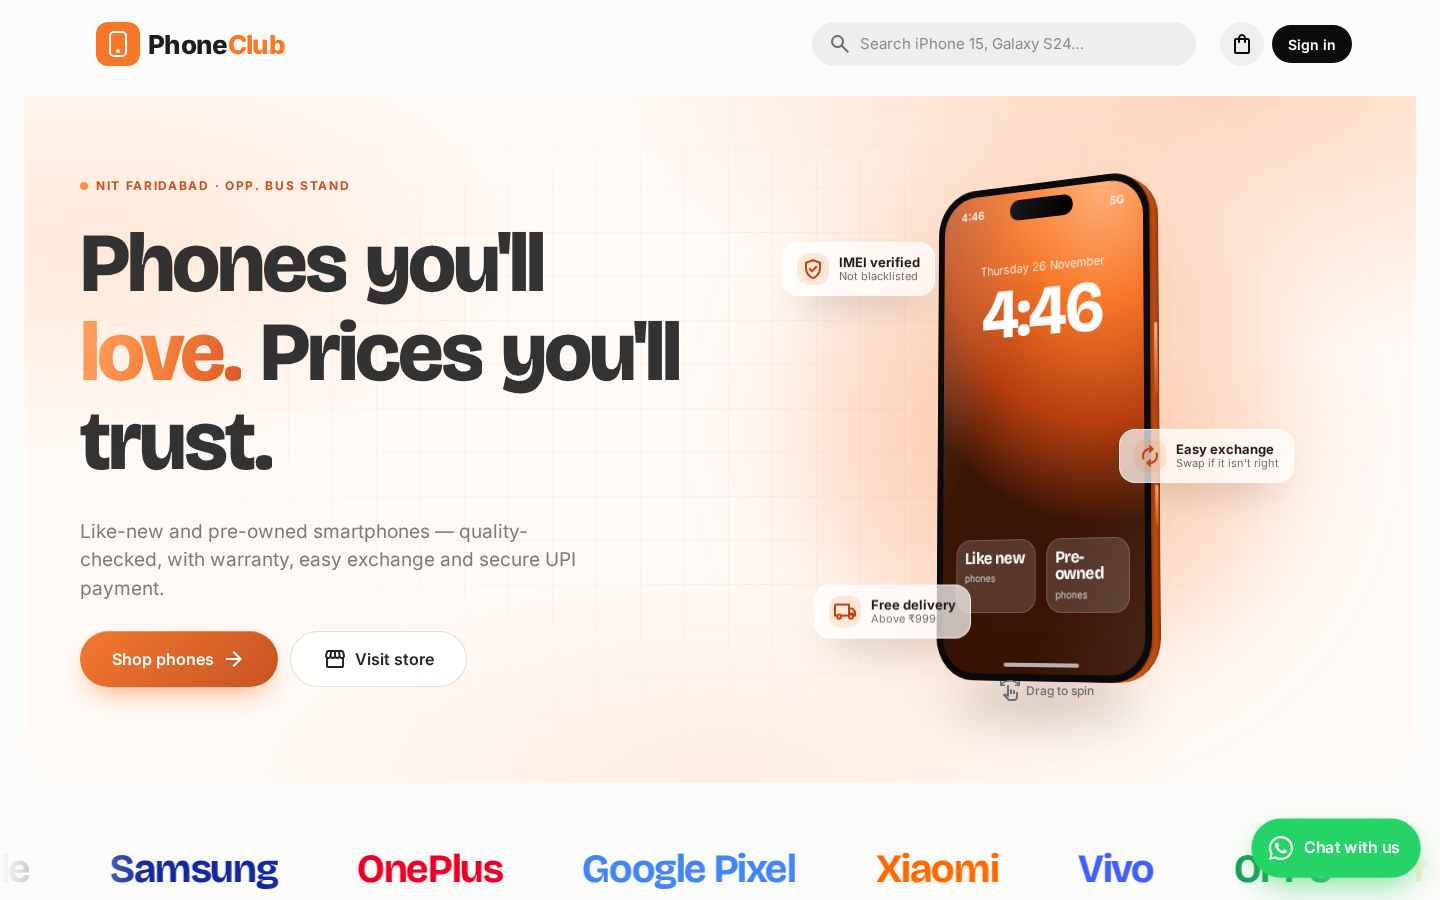 PhoneClub
Search iPhone 15, Galaxy S24...
Sign in
NIT FARIDABAD · OPP. BUS STAND
Phones you'll
love. Prices you'll
trust.
Like-new and pre-owned smartphones — quality-
checked, with warranty, easy exchange and secure UPI
payment.
Shop phones
Visit store
4:46
5G
Thursday 26 November
4:46
IMEI verified
Not blacklisted
Easy exchange
Swap if it isn't right
Like new
phones
Pre-
owned
phones
Free delivery
Above ₹999
Drag to spin
Samsung
OnePlus
Google Pixel
Xiaomi
Vivo
Chat with us